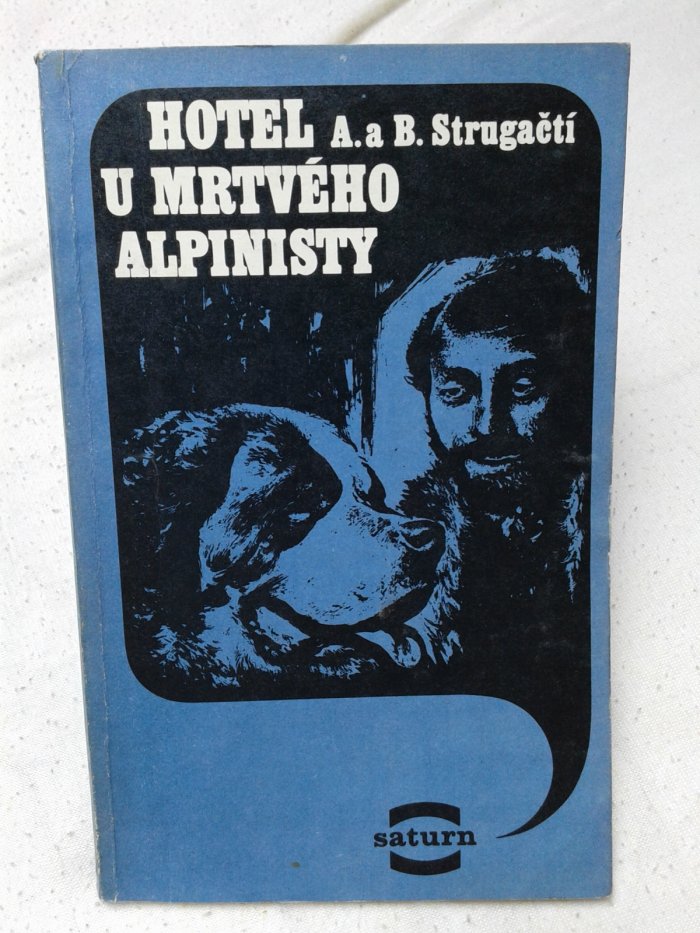 HOTEL A. a B. Strugačtí
U MRTVÉHO
ALPINISTY
saturn